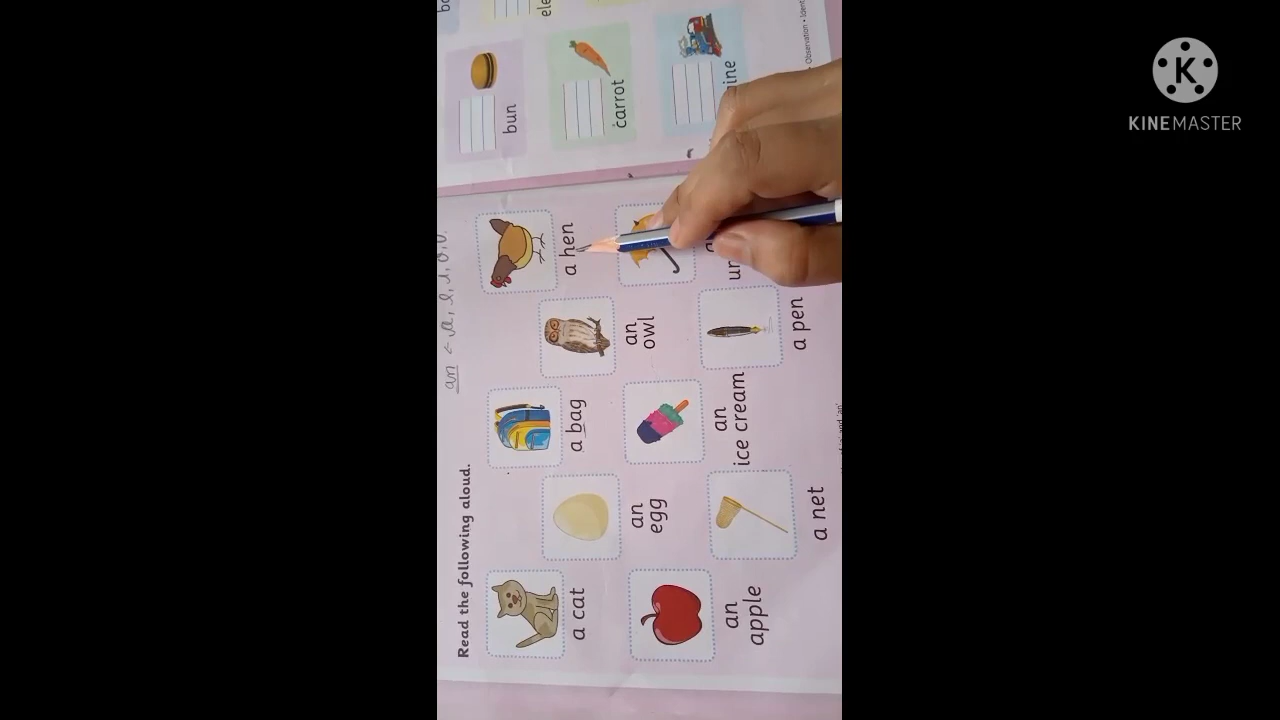 an < a, e, i, o, u.
Read the following aloud.
a cat
an
egg
a bag
an
owl
a hen
an
apple
a net
an
ice cream
a pen
bun
carrot
Observation
KINEMASTER